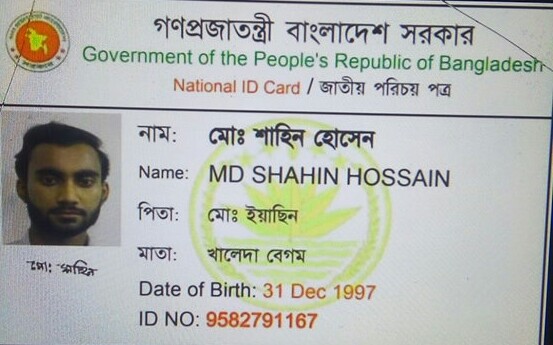 গণপ্রজাতন্ত্রী বাংলাদেশ সরকার
Government of the People's Republic of Bangladesh
National ID Card / জাতীয় পরিচয় পত্র
নাম: মোঃ শাহিন হোসেন
Name: MD SHAHIN HOSSAIN
পিতা: মোঃ ইয়াছিন
মাতা: খালেদা বেগম
মোঃ শাহিন
Date of Birth: 31 Dec 1997
ID NO: 9582791167